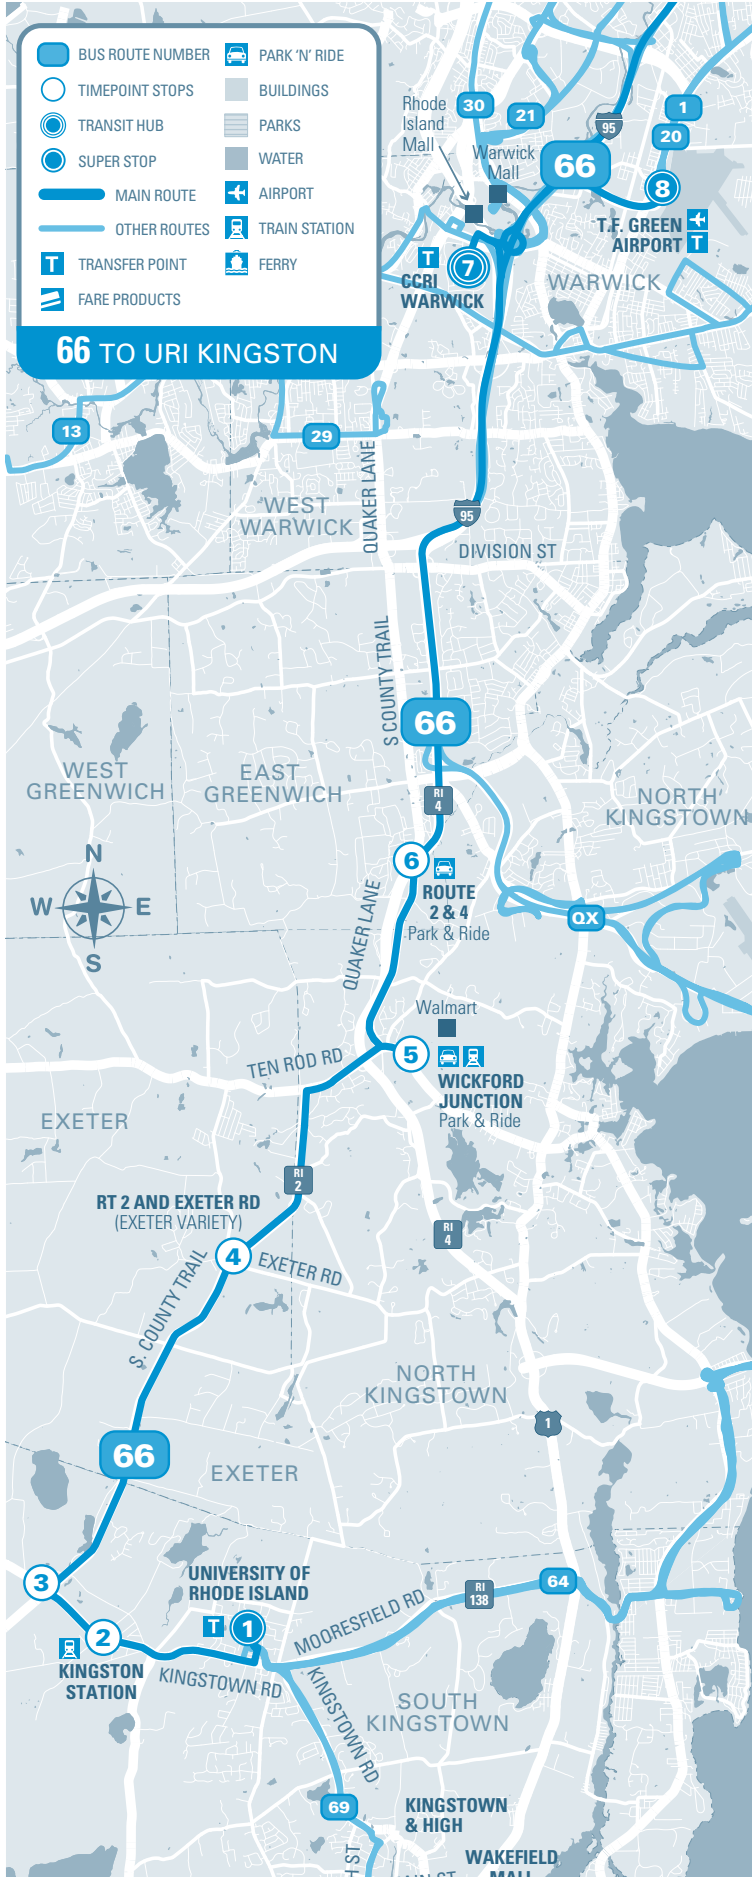 BUS ROUTE NUMBER
TIMEPOINT STOPS
TRANSIT HUB
SUPER STOP
MAIN ROUTE
OTHER ROUTES
T TRANSFER POINT
FARE PRODUCTS
PARK 'N' RIDE
BUILDINGS
PARKS
WATER
AIRPORT
TRAIN STATION
FERRY
66 TO URI KINGSTON
Rhode
Island
Mall
30
21
95
1
20
Warwick
Mall
66
8
T.F. GREEN
AIRPORT
T
T
7
CCRI
WARWICK
WARWICK
13
29
QUAKER LANE
WEST
WARWICK
95
DIVISION ST
S COUNTY TRAIL
66
WEST
GREENWICH
EAST
GREENWICH
RI
4
NORTH
KINGSTOWN
N
W
E
S
6
ROUTE
2 & 4
Park & Ride
QX
QUAKER LANE
Walmart
5
TEN ROD RD
WICKFORD
JUNCTION
Park & Ride
EXETER
RI
2
RT 2 AND EXETER RD
(EXETER VARIETY)
RI
4
4
EXETER RD
S. COUNTY TRAIL
NORTH
KINGSTOWN
1
66
EXETER
3
UNIVERSITY OF
RHODE ISLAND
T
1
64
RI
138
MOORESFIELD RD
2
KINGSTON
STATION
KINGSTOWN RD
KINGSTOWN RD
SOUTH
KINGSTOWN
69
KINGSTOWN
& HIGH
H ST
WAKEFIELD
MALL